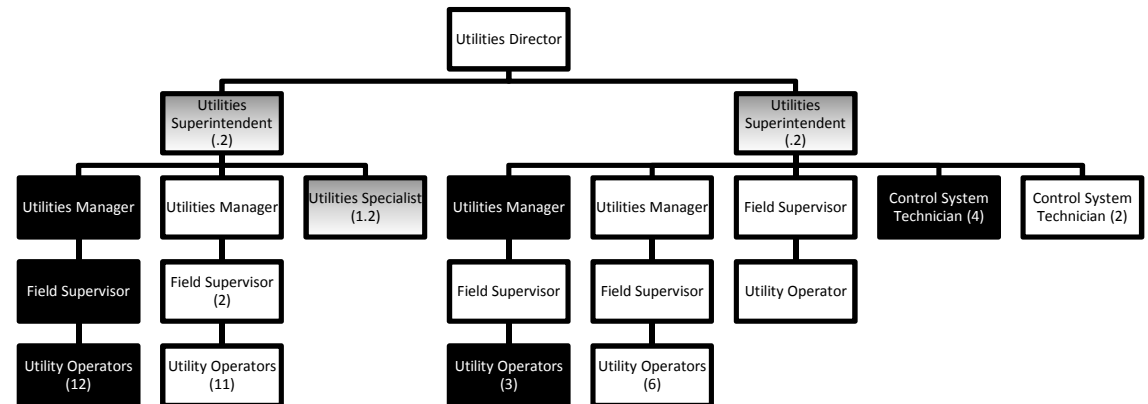 Utilities Director
Utilities
Superintendent
(.2)
Utilities
Superintendent
(.2)
Utilities Manager
Utilities Manager
Utilities Specialist
(1.2)
Utilities Manager
Utilities Manager
Field Supervisor
Control System
Technician (4)
Control System
Technician (2)
Field Supervisor
Field Supervisor
(2)
Field Supervisor
Field Supervisor
Utility Operator
Utility Operators
(12)
Utility Operators
(11)
Utility Operators
(3)
Utility Operators
(6)